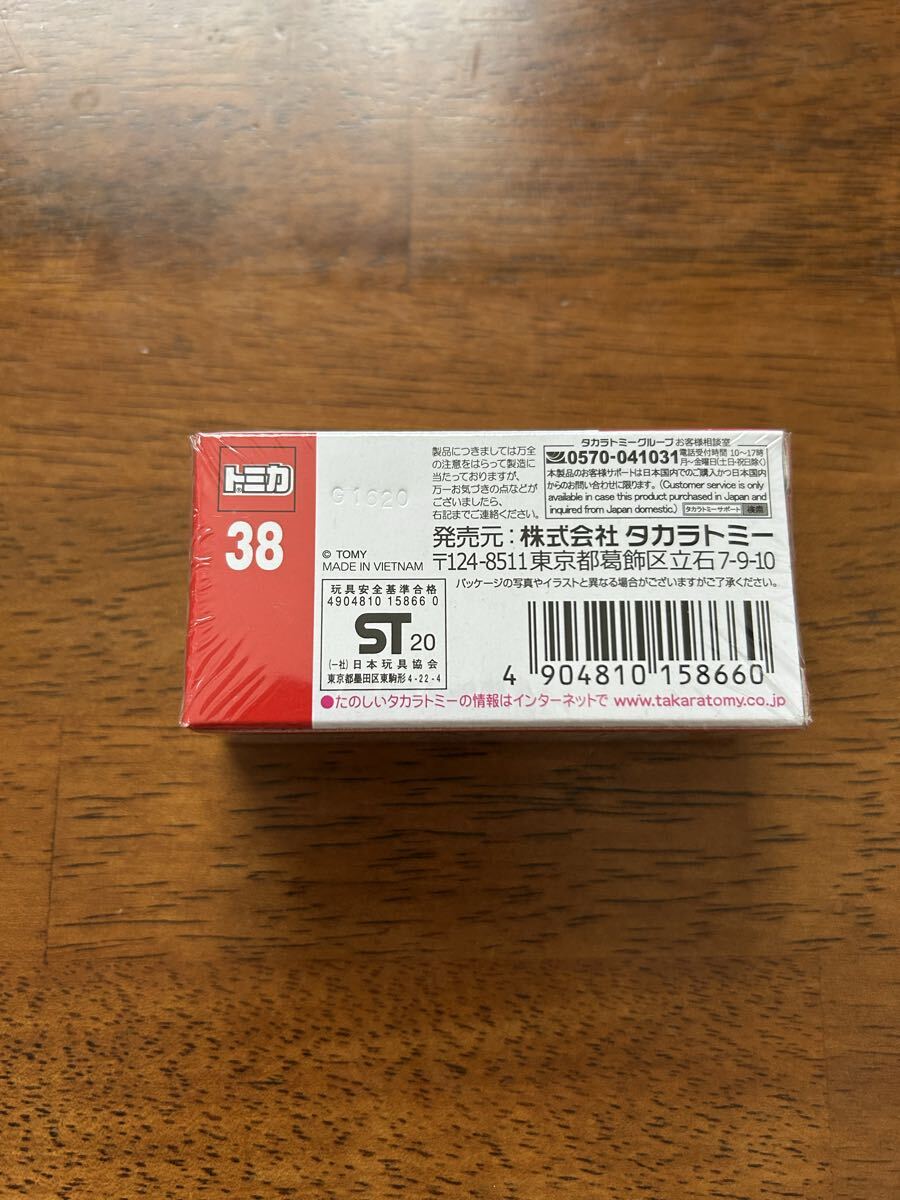 トミカ
38
G1620
© TOMY
MADE IN VIETNAM
玩具安全基準合格
4904810 15866 0
ST 20
(一社)日本玩具協会
東京都墨田区東駒形4-22-4
製品につきましては万全
の注意をはらって製造に
当たっておりますが、
万一お気づきの点などが
ございましたら、
右記までご連絡ください。
タカラトミーグループ お客様相談室
0570-041031 電話受付時間 10〜17時
月〜金曜日(土日・祝日除く)
本製品のお客様サポートは日本国内でのご購入かつ日本国内
からのお問い合わせに限ります。(Customer service is only
available in case this product purchased in Japan and
inquired from Japan domestic.) タカラトミーサポート 検索
発売元:株式会社 タカラトミー
〒124-8511東京都葛飾区立石7-9-10
パッケージの写真やイラストと異なる場合がございますがご了承ください。
4 904810 158660
●たのしいタカラトミーの情報はインターネットで www.takaratomy.co.jp